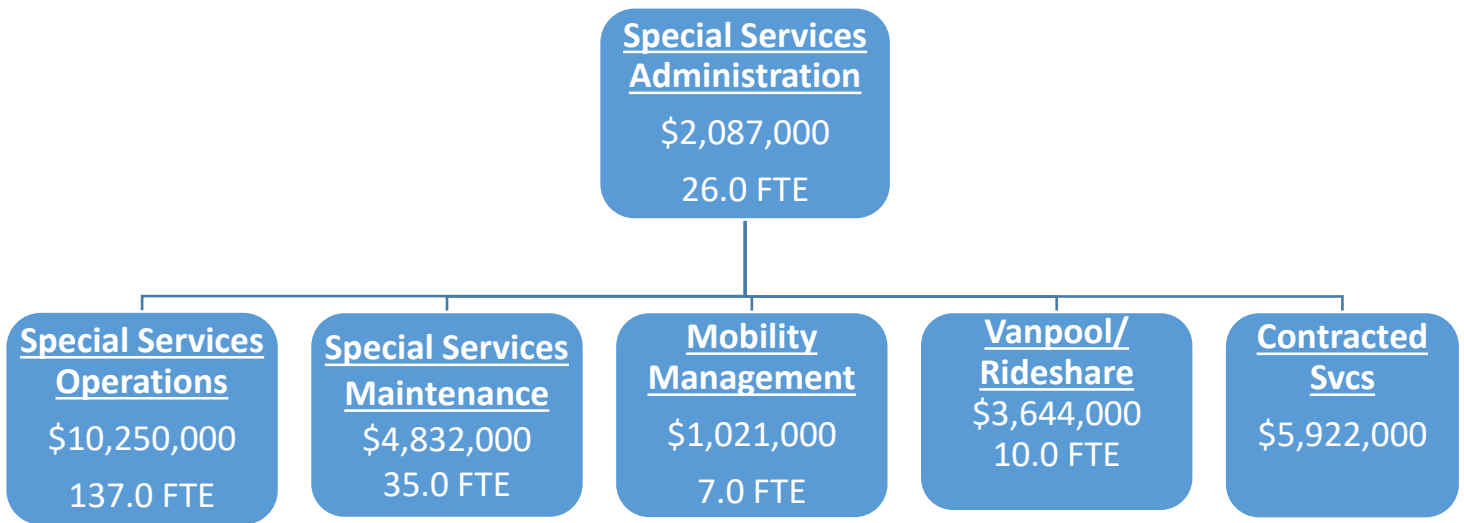 Special Services
Administration
$2,087,000
26.0 FTE
Special Services
Operations
$10,250,000
137.0 FTE
Special Services
Maintenance
$4,832,000
35.0 FTE
Mobility
Management
$1,021,000
7.0 FTE
Vanpool/
Rideshare
$3,644,000
10.0 FTE
Contracted
Svcs
$5,922,000